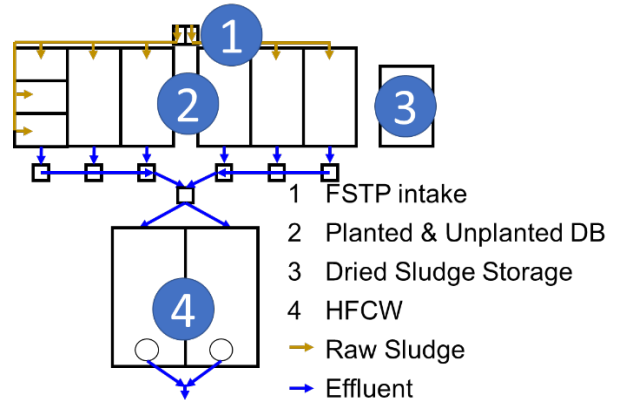 1
2
3
4
1 FSTP intake
2 Planted & Unplanted DB
3 Dried Sludge Storage
4 HFCW
Raw Sludge
Effluent